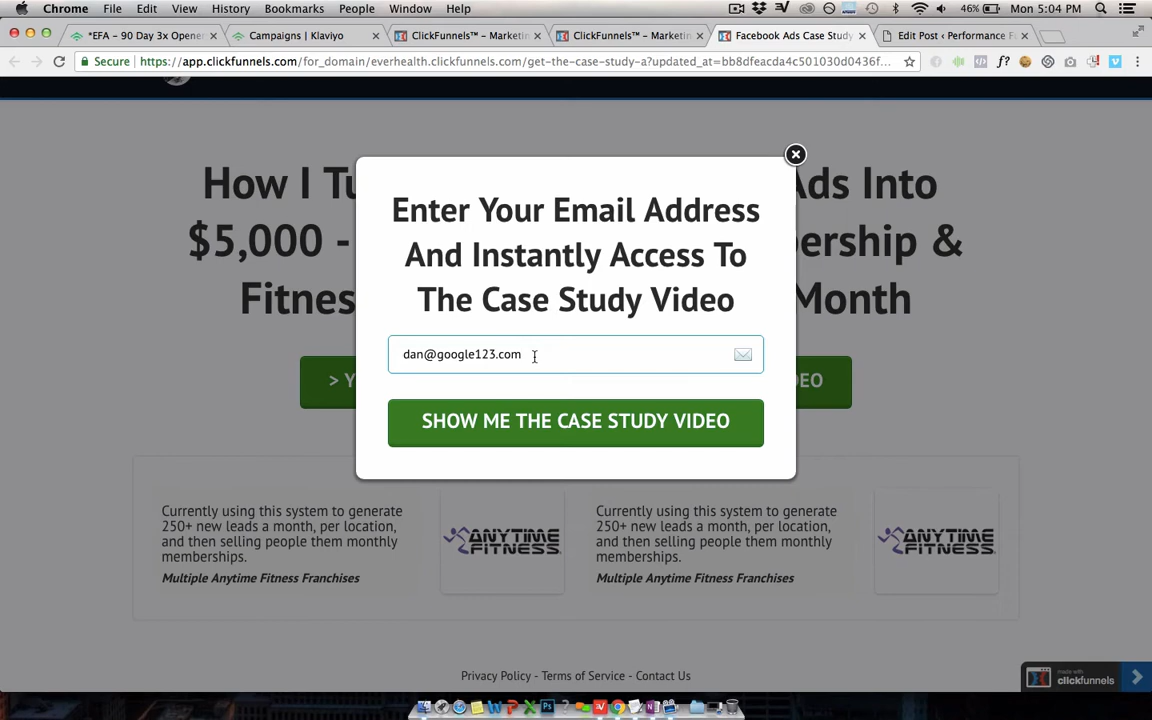 Chrome File Edit View History Bookmarks People Window Help 46% Mon 5:04 PM
*EFA – 90 Day 3x Opener
Campaigns | Klaviyo
ClickFunnels™ – Marketin
ClickFunnels™ – Marketin
Facebook Ads Case Study
Edit Post ‹ Performance F
Secure | https://app.clickfunnels.com/for_domain/everhealth.clickfunnels.com/get-the-case-study-a?updated_at=bb8dfeacda4c501030d0436f...
How I Tu Ads Into
$5,000 - bership &
Fitnes Month
Enter Your Email Address
And Instantly Access To
The Case Study Video
dan@google123.com
> Y DEO
SHOW ME THE CASE STUDY VIDEO
Currently using this system to generate
250+ new leads a month, per location,
and then selling people them monthly
memberships.
Multiple Anytime Fitness Franchises
ANYTIME
FITNESS
Currently using this system to generate
250+ new leads a month, per location,
and then selling people them monthly
memberships.
Multiple Anytime Fitness Franchises
ANYTIME
FITNESS
Privacy Policy - Terms of Service - Contact Us
made with
clickfunnels